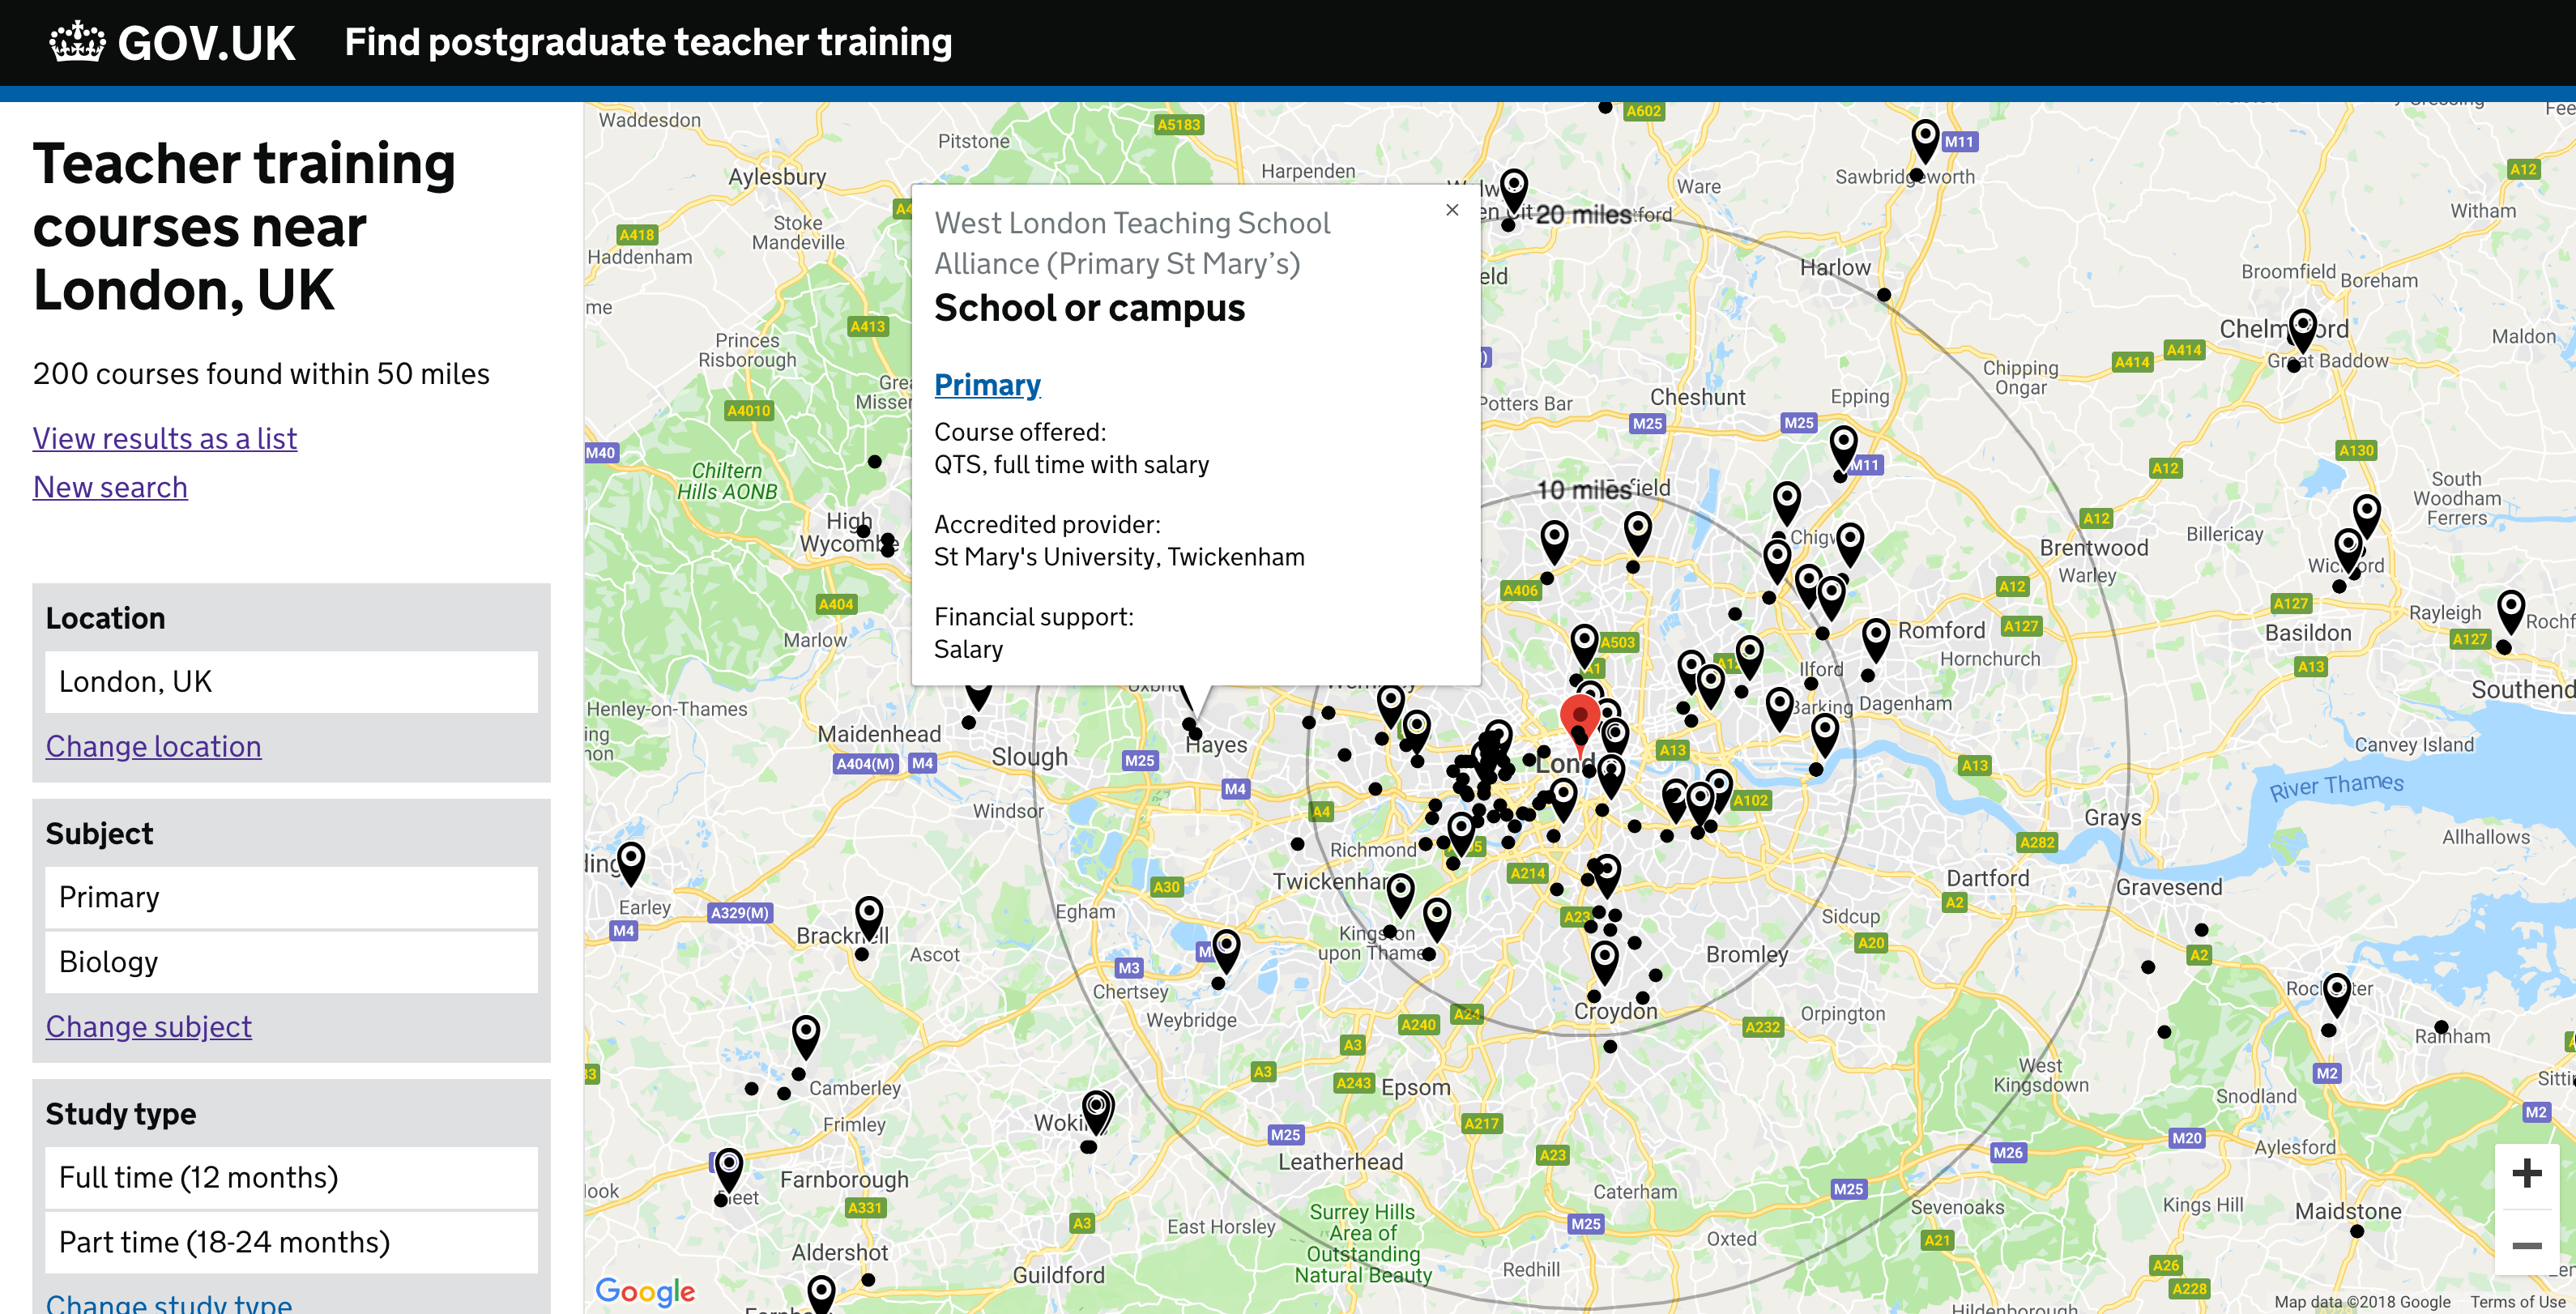 GOV.UK
Find postgraduate teacher training
Teacher training
courses near
London, UK
200 courses found within 50 miles
View results as a list
New search
Location
London, UK
Change location
Subject
Primary
Biology
Change subject
Study type
Full time (12 months)
Part time (18-24 months)
Change study type
West London Teaching School
Alliance (Primary St Mary’s)
School or campus
Primary
Course offered:
QTS, full time with salary
Accredited provider:
St Mary's University, Twickenham
Financial support:
Salary
×
Waddesdon
Pitstone
A5183
A602
M11
Harpenden
Aylesbury
Ware
Sawbridgeworth
A12
Stoke
Mandeville
A418
Haddenham
20 miles
Witham
Harlow
Broomfield
Boreham
A413
Princes
Risborough
Chelmsford
Great Baddow
Maldon
A414
A414
Chipping
Ongar
A4010
Potters Bar
Cheshunt
Epping
M25
M25
M40
M11
A12
A130
Chiltern
Hills AONB
South
Woodham
Ferrers
10 miles
High
Wycombe
A12
Billericay
Brentwood
Warley
A406
A12
A404
A127
Rayleigh
Marlow
A503
A1
Romford
A127
Basildon
A127
Ilford
Hornchurch
A13
Southend
Henley-on-Thames
Barking
Dagenham
Maidenhead
Slough
Hayes
A404(M)
M4
M25
A13
Canvey Island
A13
M4
Windsor
A4
A102
River Thames
Grays
Richmond
A282
Allhallows
Twickenham
A214
Dartford
Gravesend
A30
Earley
A329(M)
M4
Egham
A23
Sidcup
A2
Bracknell
Ascot
Kingston
upon Thames
Bromley
A20
A2
M3
Chertsey
Weybridge
Croydon
A24
A240
A232
Orpington
Rochester
Rainham
A3
A3
A243
Epsom
West
Kingsdown
M2
Camberley
Frimley
Woking
A217
Snodland
M2
M25
M20
Aylesford
Leatherhead
A23
M26
Fleet
Farnborough
A331
Caterham
M25
Sevenoaks
Kings Hill
Maidstone
A3
East Horsley
Surrey Hills
Area of
Outstanding
Natural Beauty
M25
Oxted
A21
Aldershot
Guildford
Redhill
A26
A228
Hildenborough
Google
+
−
Map data ©2018 Google
Terms of Use